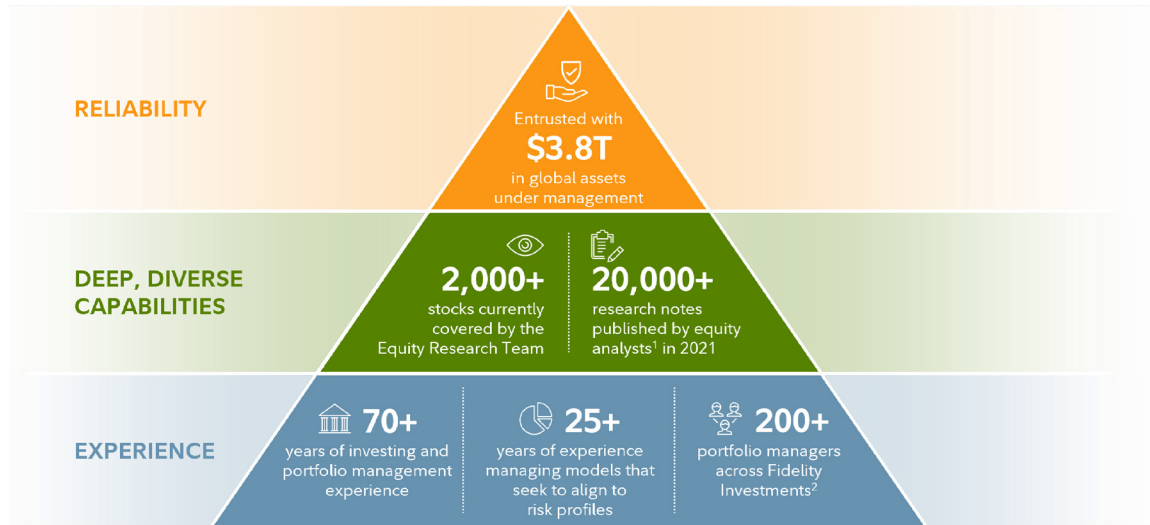 RELIABILITY
Entrusted with
$3.8T
in global assets
under management
DEEP, DIVERSE
CAPABILITIES
2,000+
stocks currently
covered by the
Equity Research Team
20,000+
research notes
published by equity
analysts¹ in 2021
EXPERIENCE
70+
years of investing and
portfolio management
experience
25+
years of experience
managing models that
seek to align to
risk profiles
200+
portfolio managers
across Fidelity
Investments²